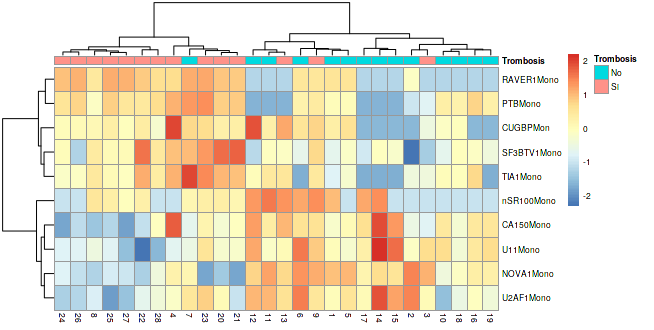 Trombosis
RAVER1Mono
PTBMono
CUGBPMon
SF3BTV1Mono
TIA1Mono
nSR100Mono
CA150Mono
U11Mono
NOVA1Mono
U2AF1Mono
24 26 8 25 27 22 28 4 7 23 20 21 12 11 13 6 9 1 5 17 14 15 2 3 10 18 16 19
2
1
0
-1
-2
Trombosis
No
SI